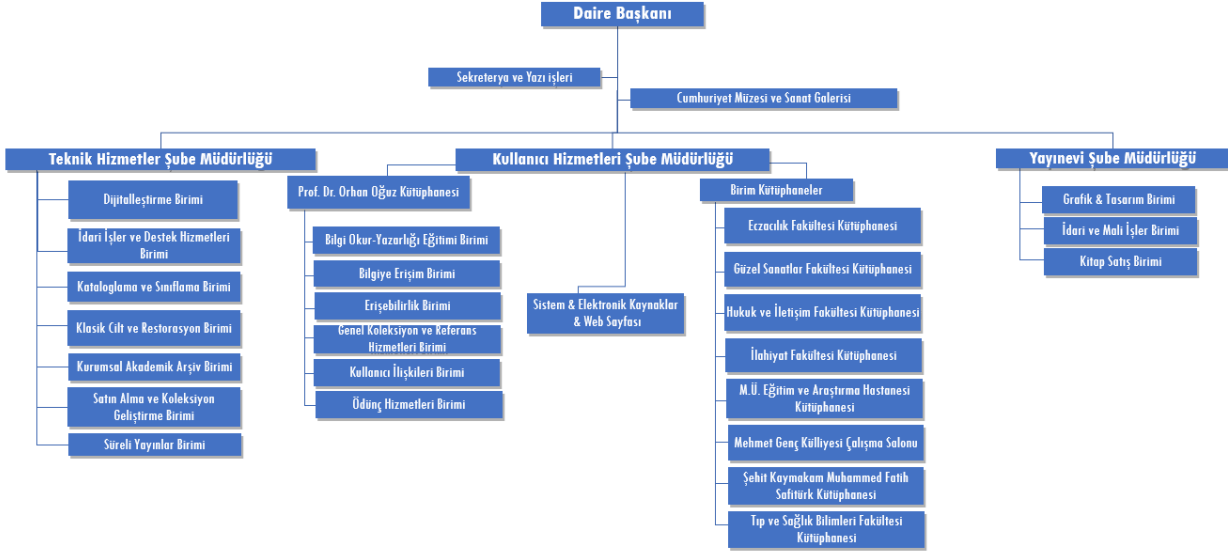 Daire Başkanı
Sekreterya ve Yazı işleri
Cumhuriyet Müzesi ve Sanat Galerisi
Teknik Hizmetler Şube Müdürlüğü
Dijitalleştirme Birimi
İdari İşler ve Destek Hizmetleri
Birimi
Kataloglama ve Sınıflama Birimi
Klasik Cilt ve Restorasyon Birimi
Kurumsal Akademik Arşiv Birimi
Satın Alma ve Koleksiyon
Geliştirme Birimi
Süreli Yayınlar Birimi
Kullanıcı Hizmetleri Şube Müdürlüğü
Prof. Dr. Orhan Oğuz Kütüphanesi
Bilgi Okur-Yazarlığı Eğitimi Birimi
Bilgiye Erişim Birimi
Erişebilirlik Birimi
Genel Koleksiyon ve Referans
Hizmetleri Birimi
Kullanıcı İlişkileri Birimi
Ödünç Hizmetleri Birimi
Sistem & Elektronik Kaynaklar
& Web Sayfası
Birim Kütüphaneler
Eczacılık Fakültesi Kütüphanesi
Güzel Sanatlar Fakültesi Kütüphanesi
Hukuk ve İletişim Fakültesi Kütüphanesi
İlahiyat Fakültesi Kütüphanesi
M.Ü. Eğitim ve Araştırma Hastanesi
Kütüphanesi
Mehmet Genç Külliyesi Çalışma Salonu
Şehit Kaymakam Muhammed Fatih
Safitürk Kütüphanesi
Tıp ve Sağlık Bilimleri Fakültesi
Kütüphanesi
Yayınevi Şube Müdürlüğü
Grafik & Tasarım Birimi
İdari ve Mali İşler Birimi
Kitap Satış Birimi